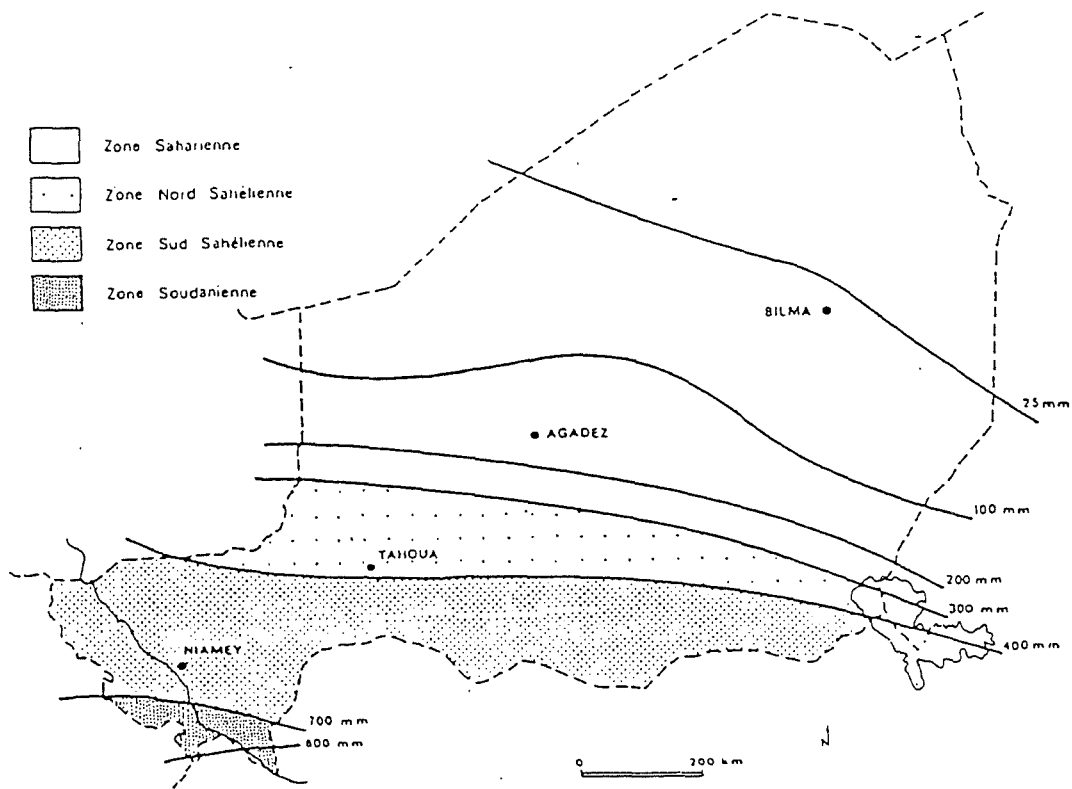 Zone Saharienne
Zone Nord Sahélienne
Zone Sud Sahélienne
Zone Soudanienne
BILMA
25 mm
AGADEZ
100 mm
TAHOUA
200 mm
300 mm
400 mm
NIAMEY
700 mm
800 mm
N
0 200 km